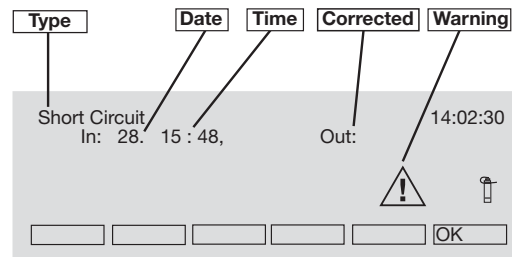 Type Date Time Corrected Warning
Short Circuit 14:02:30
In: 28. 15 : 48, Out:
!
OK